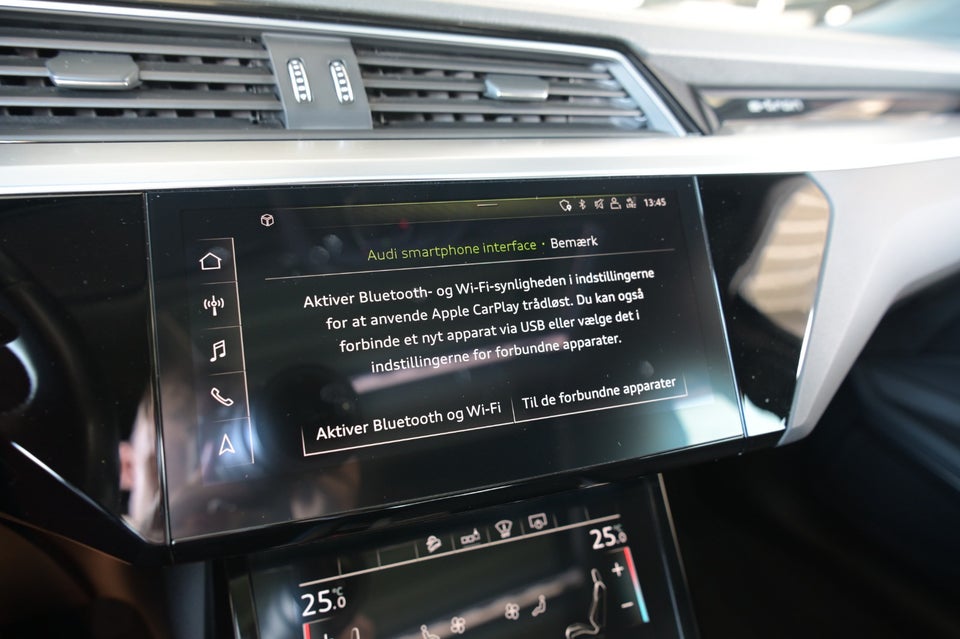 e-tron
13:45
Audi smartphone interface · Bemærk
Aktiver Bluetooth- og Wi-Fi-synligheden i indstillingerne
for at anvende Apple CarPlay trådløst. Du kan også
forbinde et nyt apparat via USB eller vælge det i
indstillingerne for forbundne apparater.
Aktiver Bluetooth og Wi-Fi
Til de forbundne apparater
25.0 °C
25.0 °C
+
−